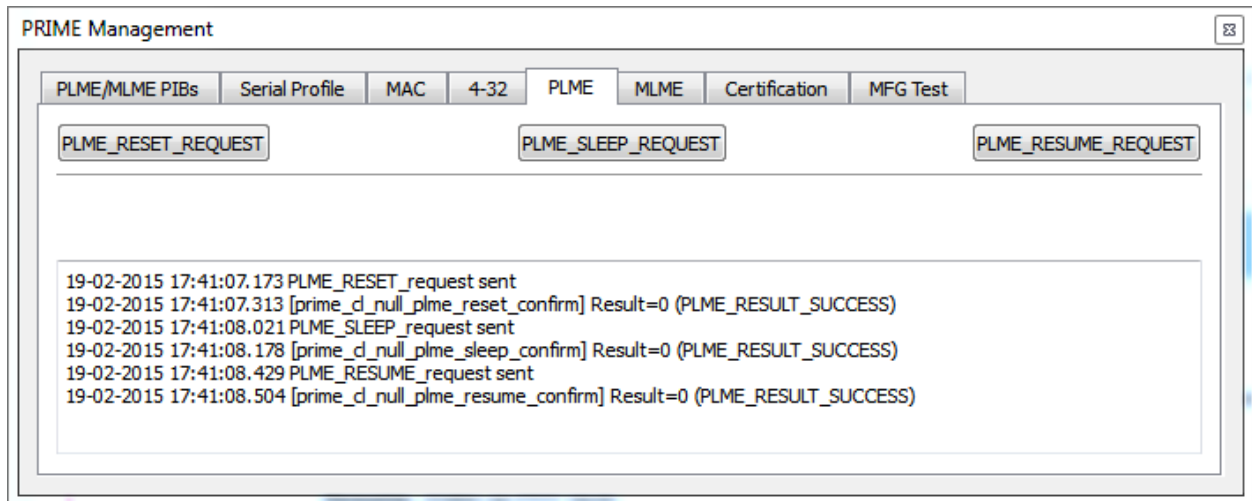 PRIME Management
PLME/MLME PIBs Serial Profile MAC 4-32 PLME MLME Certification MFG Test
PLME_RESET_REQUEST PLME_SLEEP_REQUEST PLME_RESUME_REQUEST
19-02-2015 17:41:07.173 PLME_RESET_request sent
19-02-2015 17:41:07.313 [prime_cl_null_plme_reset_confirm] Result=0 (PLME_RESULT_SUCCESS)
19-02-2015 17:41:08.021 PLME_SLEEP_request sent
19-02-2015 17:41:08.178 [prime_cl_null_plme_sleep_confirm] Result=0 (PLME_RESULT_SUCCESS)
19-02-2015 17:41:08.429 PLME_RESUME_request sent
19-02-2015 17:41:08.504 [prime_cl_null_plme_resume_confirm] Result=0 (PLME_RESULT_SUCCESS)